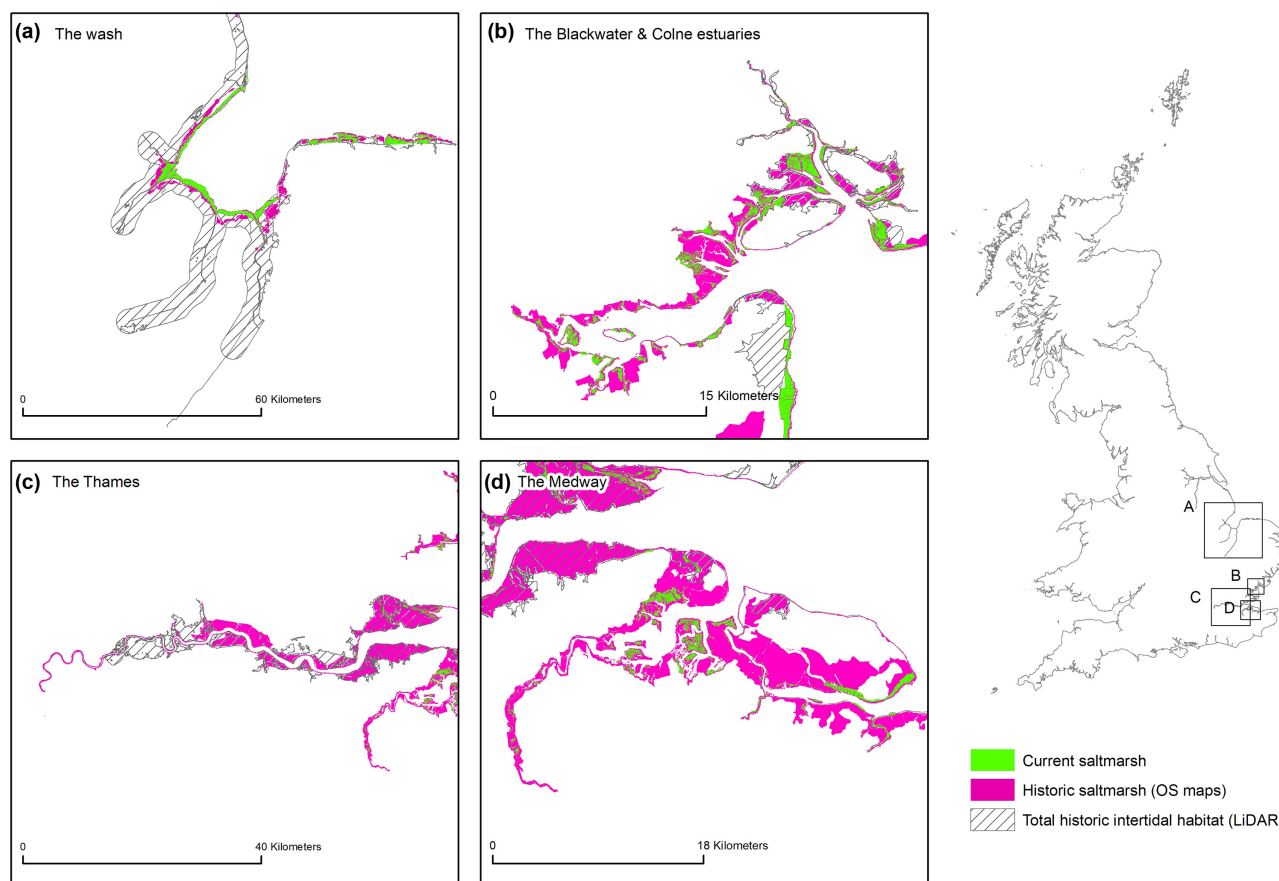 (a) The wash
0 60 Kilometers
(b) The Blackwater & Colne estuaries
0 15 Kilometers
(c) The Thames
0 40 Kilometers
(d) The Medway
0 18 Kilometers
A
B
C
D
Current saltmarsh
Historic saltmarsh (OS maps)
Total historic intertidal habitat (LiDAR